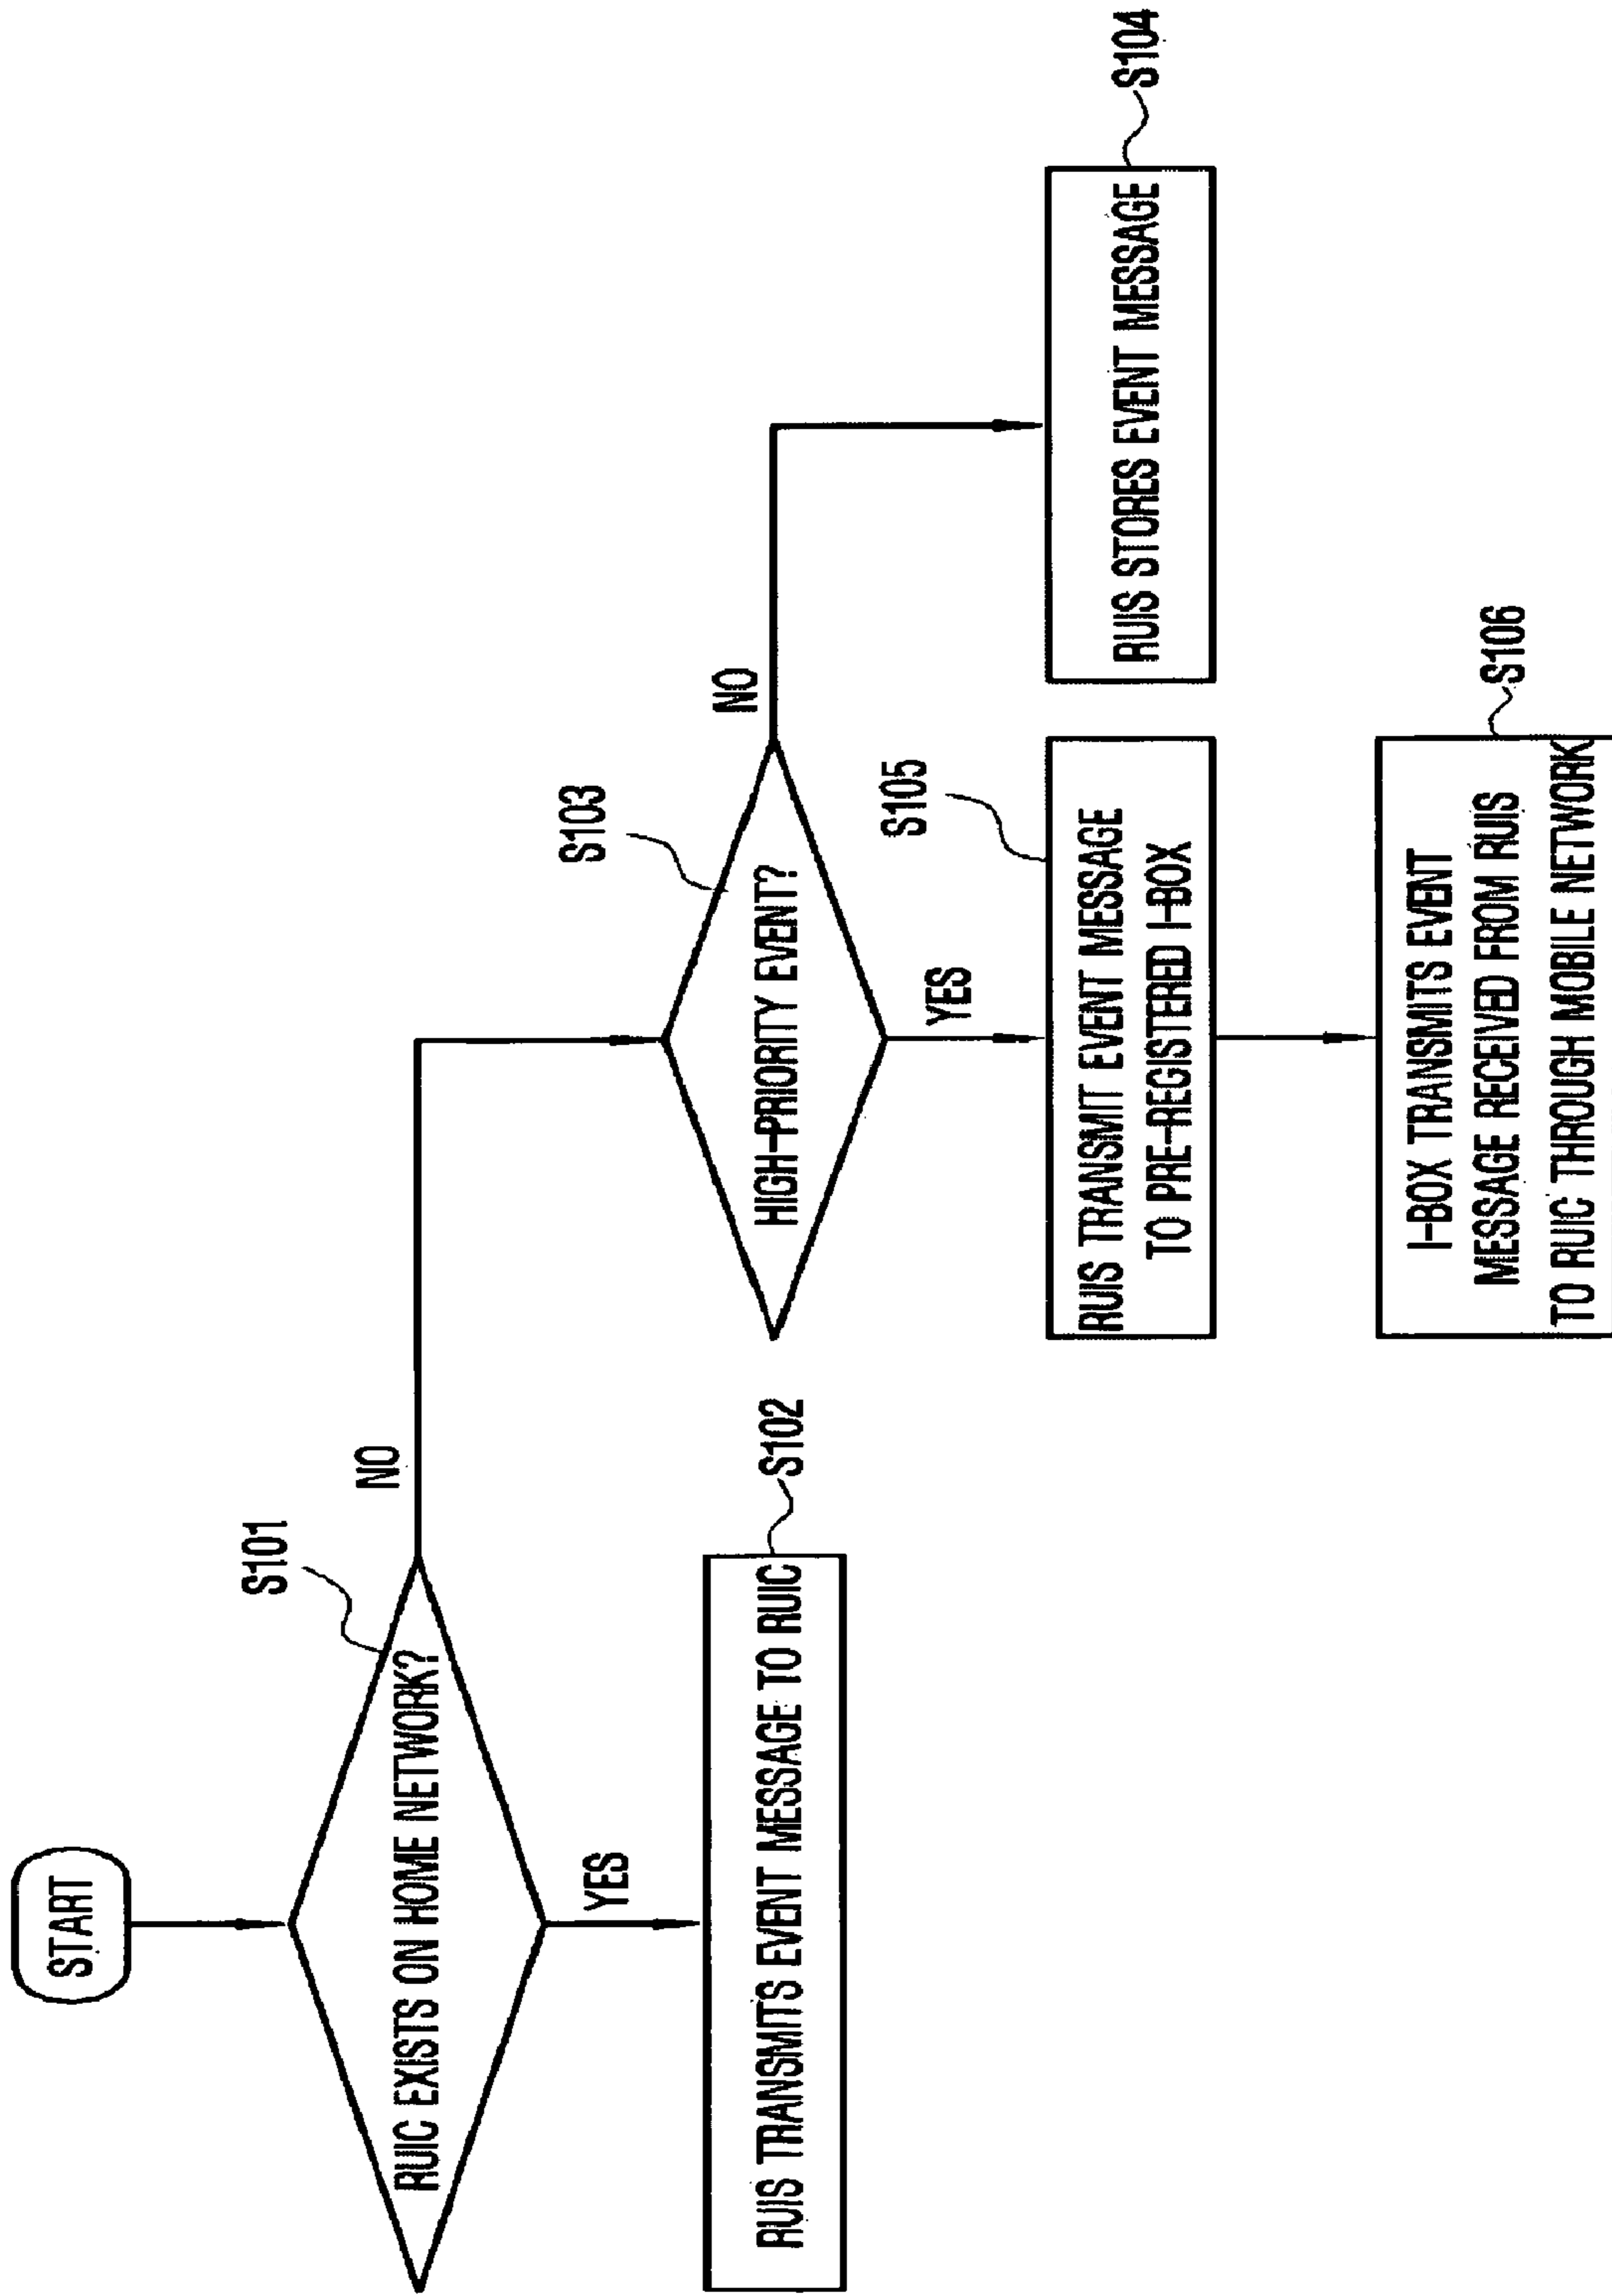 START
S101
RUIC EXISTS ON HOME NETWORK?
NO
YES
S102
RUIS TRANSMITS EVENT MESSAGE TO RUIC
S103
HIGH-PRIORITY EVENT?
NO
YES
S104
RUIS STORES EVENT MESSAGE
S105
RUIS TRANSMIT EVENT MESSAGE
TO PRE-REGISTERED I-BOX
S106
I-BOX TRANSMITS EVENT
MESSAGE RECEIVED FROM RUIS
TO RUIC THROUGH MOBILE NETWORK